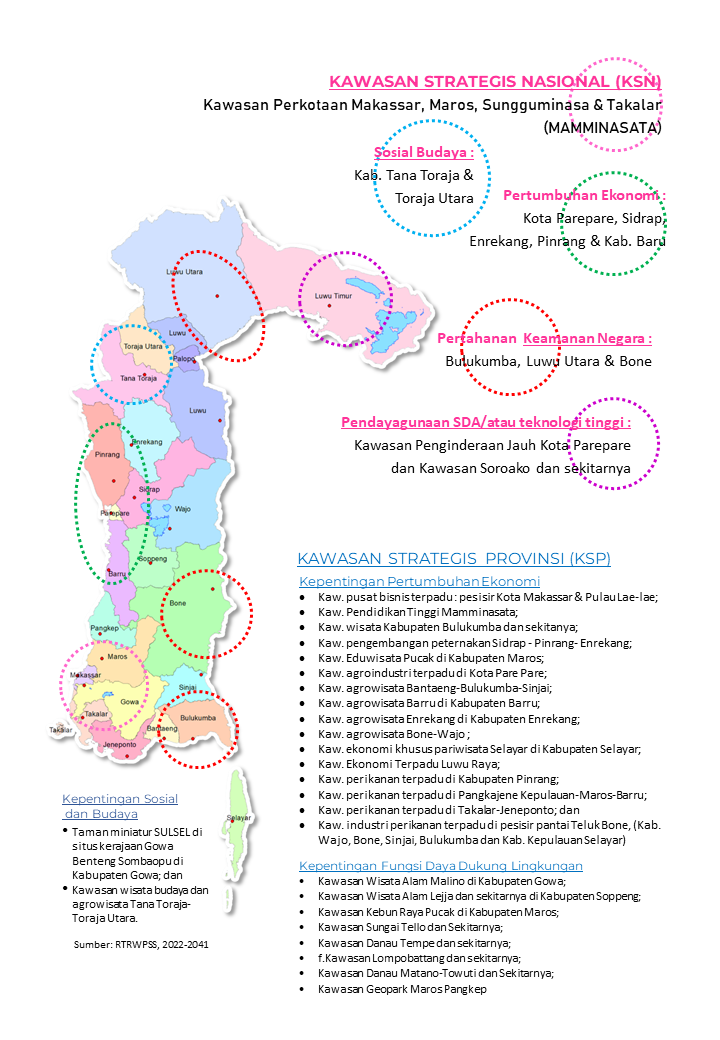 KAWASAN STRATEGIS NASIONAL (KSN)
Kawasan Perkotaan Makassar, Maros, Sungguminasa & Takalar
(MAMMINASATA)
Sosial Budaya :
Kab. Tana Toraja &
Toraja Utara
Pertumbuhan Ekonomi :
Kota Parepare, Sidrap,
Enrekang, Pinrang & Kab. Baru
Pertahanan Keamanan Negara :
Bulukumba, Luwu Utara & Bone
Pendayagunaan SDA/atau teknologi tinggi :
Kawasan Penginderaan Jauh Kota Parepare
dan Kawasan Soroako dan sekitarnya
Luwu Utara
Luwu Timur
Luwu
Toraja Utara
Palopo
Tana Toraja
Luwu
Enrekang
Pinrang
Sidrap
Wajo
Parepare
Soppeng
Barru
Bone
Pangkep
Maros
Makassar
Sinjai
Gowa
Takalar
Bulukumba
Bantaeng
Takalar
Jeneponto
Selayar
KAWASAN STRATEGIS PROVINSI (KSP)
Kepentingan Pertumbuhan Ekonomi
• Kaw. pusat bisnis terpadu : pesisir Kota Makassar & Pulau Lae-lae;
• Kaw. Pendidikan Tinggi Mamminasata;
• Kaw. wisata Kabupaten Bulukumba dan sekitanya;
• Kaw. pengembangan peternakan Sidrap - Pinrang- Enrekang;
• Kaw. Eduwisata Pucak di Kabupaten Maros;
• Kaw. agroindustri terpadu di Kota Pare Pare;
• Kaw. agrowisata Bantaeng-Bulukumba-Sinjai;
• Kaw. agrowisata Barru di Kabupaten Barru;
• Kaw. agrowisata Enrekang di Kabupaten Enrekang;
• Kaw. agrowisata Bone-Wajo ;
• Kaw. ekonomi khusus pariwisata Selayar di Kabupaten Selayar;
• Kaw. Ekonomi Terpadu Luwu Raya;
• Kaw. perikanan terpadu di Kabupaten Pinrang;
• Kaw. perikanan terpadu di Pangkajene Kepulauan-Maros-Barru;
• Kaw. perikanan terpadu di Takalar-Jeneponto; dan
• Kaw. industri perikanan terpadu di pesisir pantai Teluk Bone, (Kab.
Wajo, Bone, Sinjai, Bulukumba dan Kab. Kepulauan Selayar)
Kepentingan Fungsi Daya Dukung Lingkungan
• Kawasan Wisata Alam Malino di Kabupaten Gowa;
• Kawasan Wisata Alam Lejja dan sekitarnya di Kabupaten Soppeng;
• Kawasan Kebun Raya Pucak di Kabupaten Maros;
• Kawasan Sungai Tello dan Sekitarnya;
• Kawasan Danau Tempe dan sekitarnya;
• f.Kawasan Lompobattang dan sekitarnya;
• Kawasan Danau Matano-Towuti dan Sekitarnya;
• Kawasan Geopark Maros Pangkep
Kepentingan Sosial
dan Budaya
• Taman miniatur SULSEL di
situs kerajaan Gowa
Benteng Sombaopu di
Kabupaten Gowa; dan
• Kawasan wisata budaya dan
agrowisata Tana Toraja-
Toraja Utara.
Sumber: RTRWPSS, 2022-2041